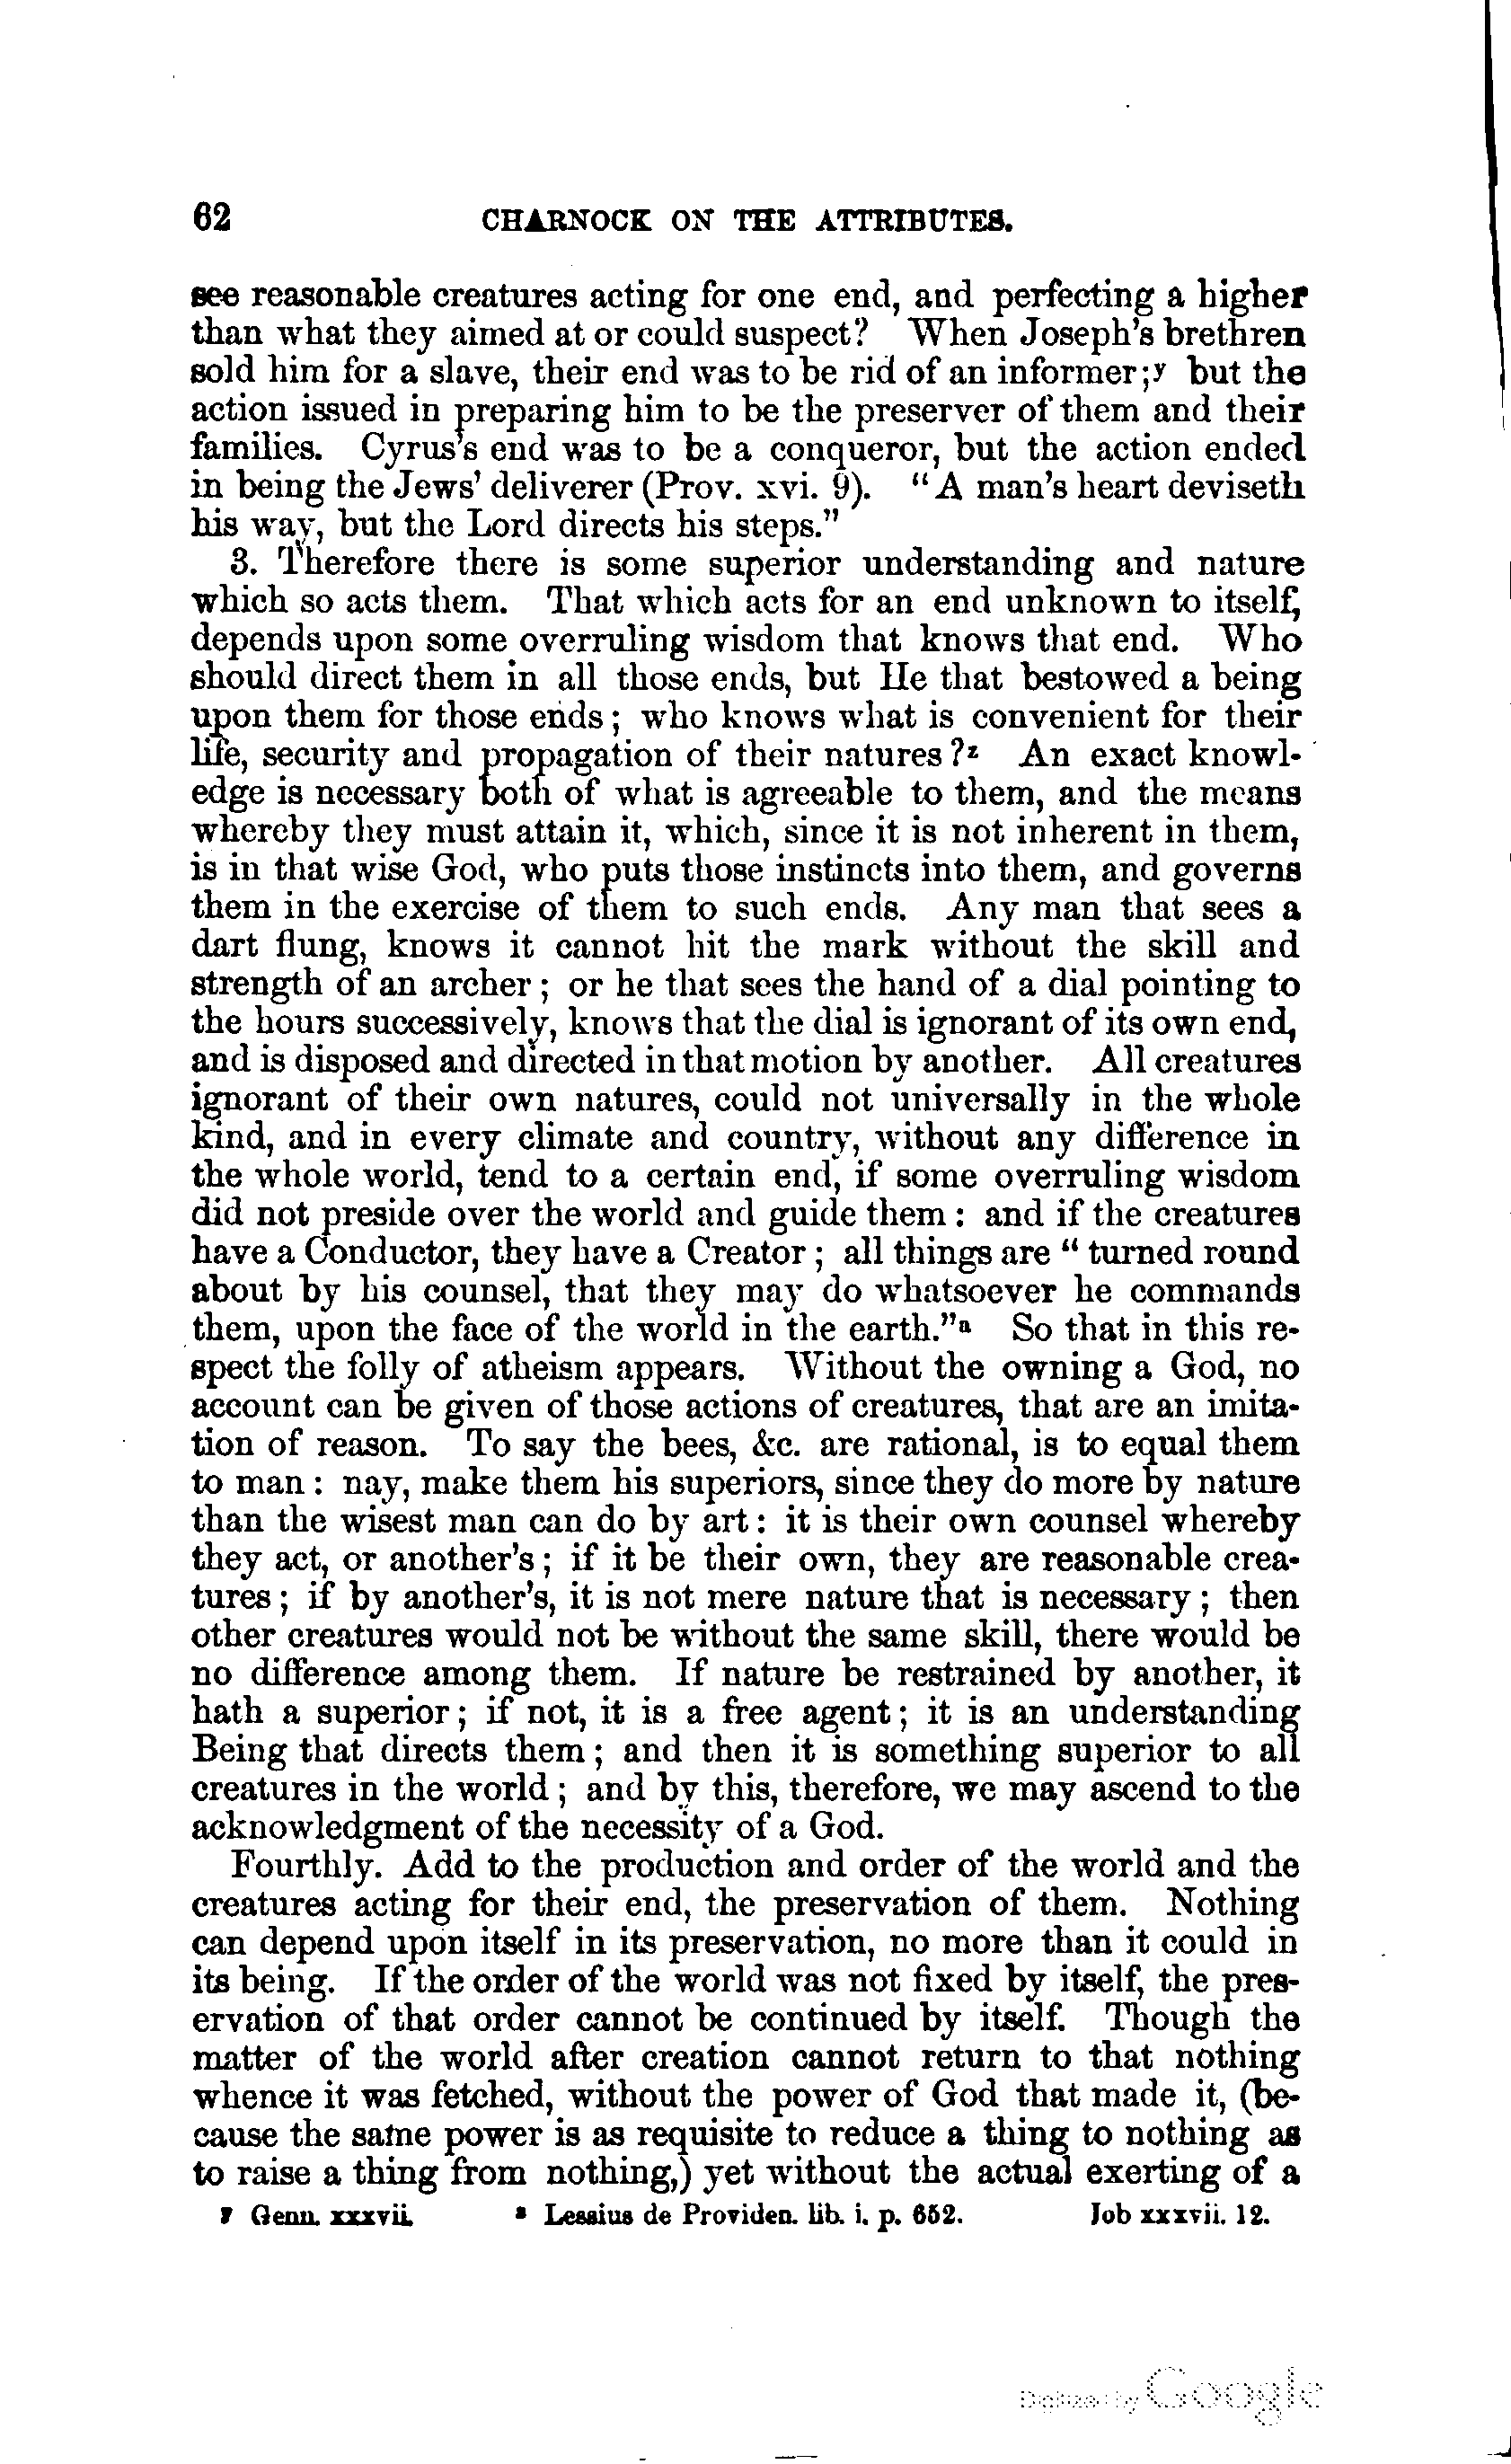 62 CHARNOCK ON THE ATTRIBUTES.
see reasonable creatures acting for one end, and perfecting a higher
than what they aimed at or could suspect? When Joseph's brethren
sold him for a slave, their end was to be rid of an informer;y but the
action issued in preparing him to be the preserver of them and their
families. Cyrus's end was to be a conqueror, but the action ended
in being the Jews' deliverer (Prov. xvi. 9). "A man's heart deviseth
his way, but the Lord directs his steps."
3. Therefore there is some superior understanding and nature
which so acts them. That which acts for an end unknown to itself,
depends upon some overruling wisdom that knows that end. Who
should direct them in all those ends, but He that bestowed a being
upon them for those ends; who knows what is convenient for their
life, security and propagation of their natures?z An exact knowl-
edge is necessary both of what is agreeable to them, and the means
whereby they must attain it, which, since it is not inherent in them,
is in that wise God, who puts those instincts into them, and governs
them in the exercise of them to such ends. Any man that sees a
dart flung, knows it cannot hit the mark without the skill and
strength of an archer; or he that sees the hand of a dial pointing to
the hours successively, knows that the dial is ignorant of its own end,
and is disposed and directed in that motion by another. All creatures
ignorant of their own natures, could not universally in the whole
kind, and in every climate and country, without any difference in
the whole world, tend to a certain end, if some overruling wisdom
did not preside over the world and guide them: and if the creatures
have a Conductor, they have a Creator; all things are "turned round
about by his counsel, that they may do whatsoever he commands
them, upon the face of the world in the earth."a So that in this re-
spect the folly of atheism appears. Without the owning a God, no
account can be given of those actions of creatures, that are an imita-
tion of reason. To say the bees, &c. are rational, is to equal them
to man: nay, make them his superiors, since they do more by nature
than the wisest man can do by art: it is their own counsel whereby
they act, or another's; if it be their own, they are reasonable crea-
tures; if by another's, it is not mere nature that is necessary; then
other creatures would not be without the same skill, there would be
no difference among them. If nature be restrained by another, it
hath a superior; if not, it is a free agent; it is an understanding
Being that directs them; and then it is something superior to all
creatures in the world; and by this, therefore, we may ascend to the
acknowledgment of the necessity of a God.
Fourthly. Add to the production and order of the world and the
creatures acting for their end, the preservation of them. Nothing
can depend upon itself in its preservation, no more than it could in
its being. If the order of the world was not fixed by itself, the pres-
ervation of that order cannot be continued by itself. Though the
matter of the world after creation cannot return to that nothing
whence it was fetched, without the power of God that made it, (be-
cause the same power is as requisite to reduce a thing to nothing as
to raise a thing from nothing,) yet without the actual exerting of a
y Genn. xxxvii. z Lessius de Providen. lib. i. p. 652. Job xxxvii. 12.
Digitized by Google